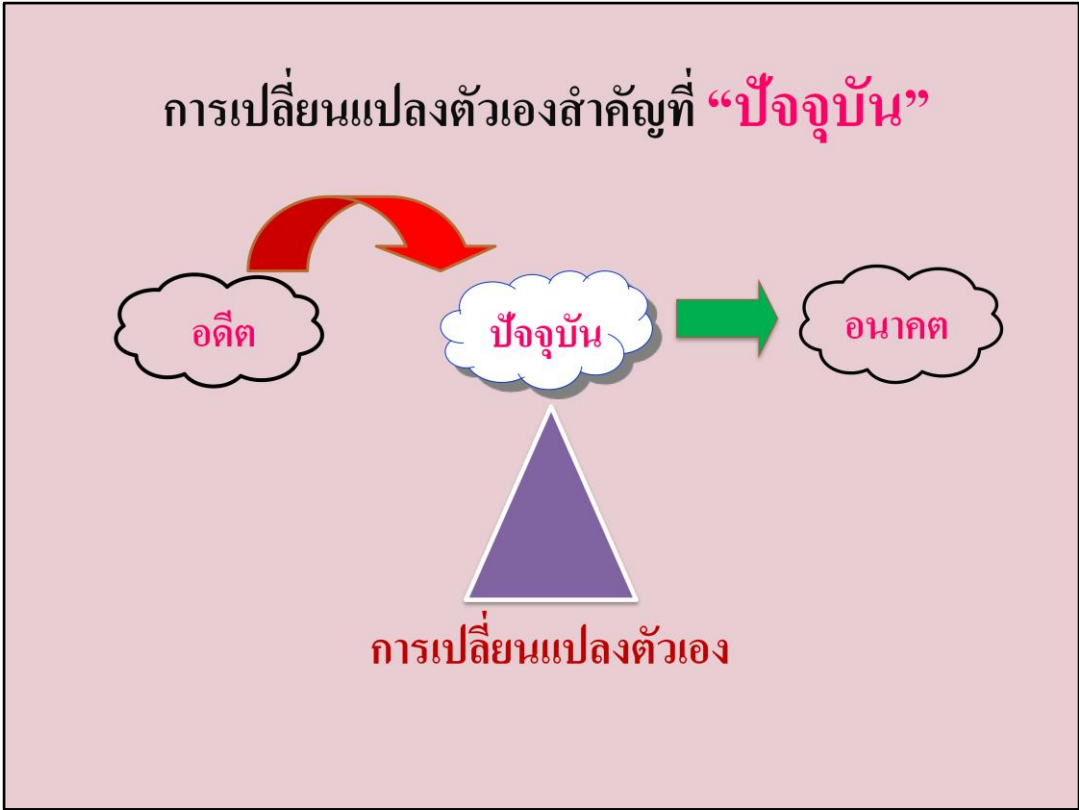 การเปลี่ยนแปลงตัวเองสำคัญที่ “ปัจจุบัน”
อดีต
ปัจจุบัน
อนาคต
การเปลี่ยนแปลงตัวเอง